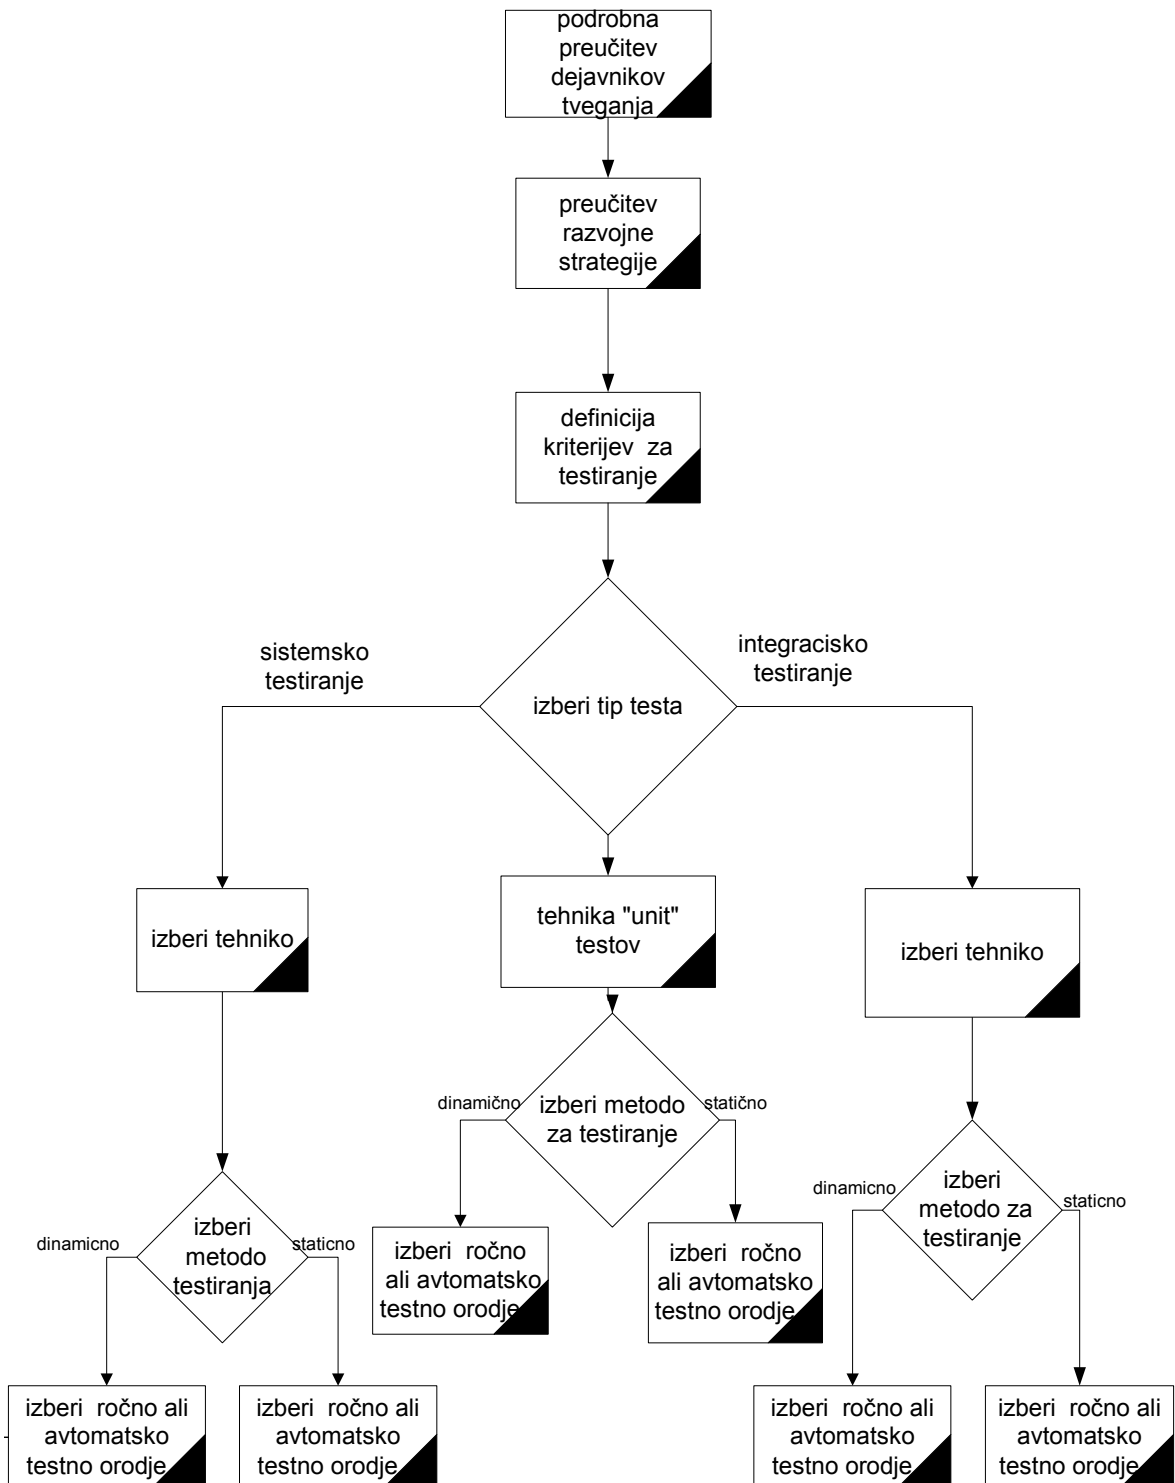 podrobna
preučitev
dejavnikov
tveganja
preučitev
razvojne
strategije
definicija
kriterijev za
testiranje
sistemsko
testiranje
integracisko
testiranje
izberi tip testa
izberi tehniko
tehnika "unit"
testov
izberi tehniko
dinamično
izberi metodo
za testiranje
statično
dinamicno
izberi
metodo za
testiranje
staticno
dinamicno
izberi
metodo
testiranja
staticno
izberi ročno
ali avtomatsko
testno orodje
izberi ročno
ali avtomatsko
testno orodje
izberi ročno ali
avtomatsko
testno orodje
izberi ročno ali
avtomatsko
testno orodje
izberi ročno ali
avtomatsko
testno orodje
izberi ročno ali
avtomatsko
testno orodje